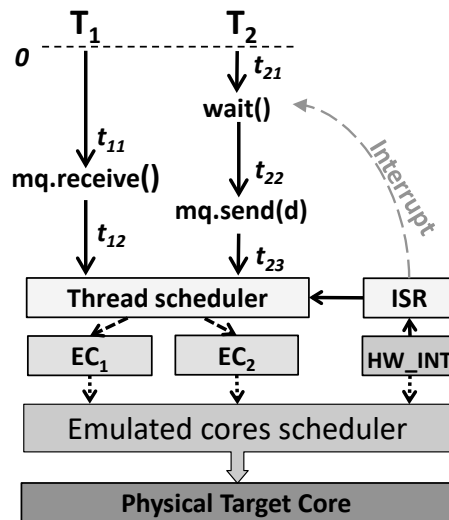 T1 T2
0
t21
wait()
t11
mq.receive()
t22
mq.send(d)
t12
t23
Interrupt
Thread scheduler
ISR
EC1
EC2
HW_INT
Emulated cores scheduler
Physical Target Core